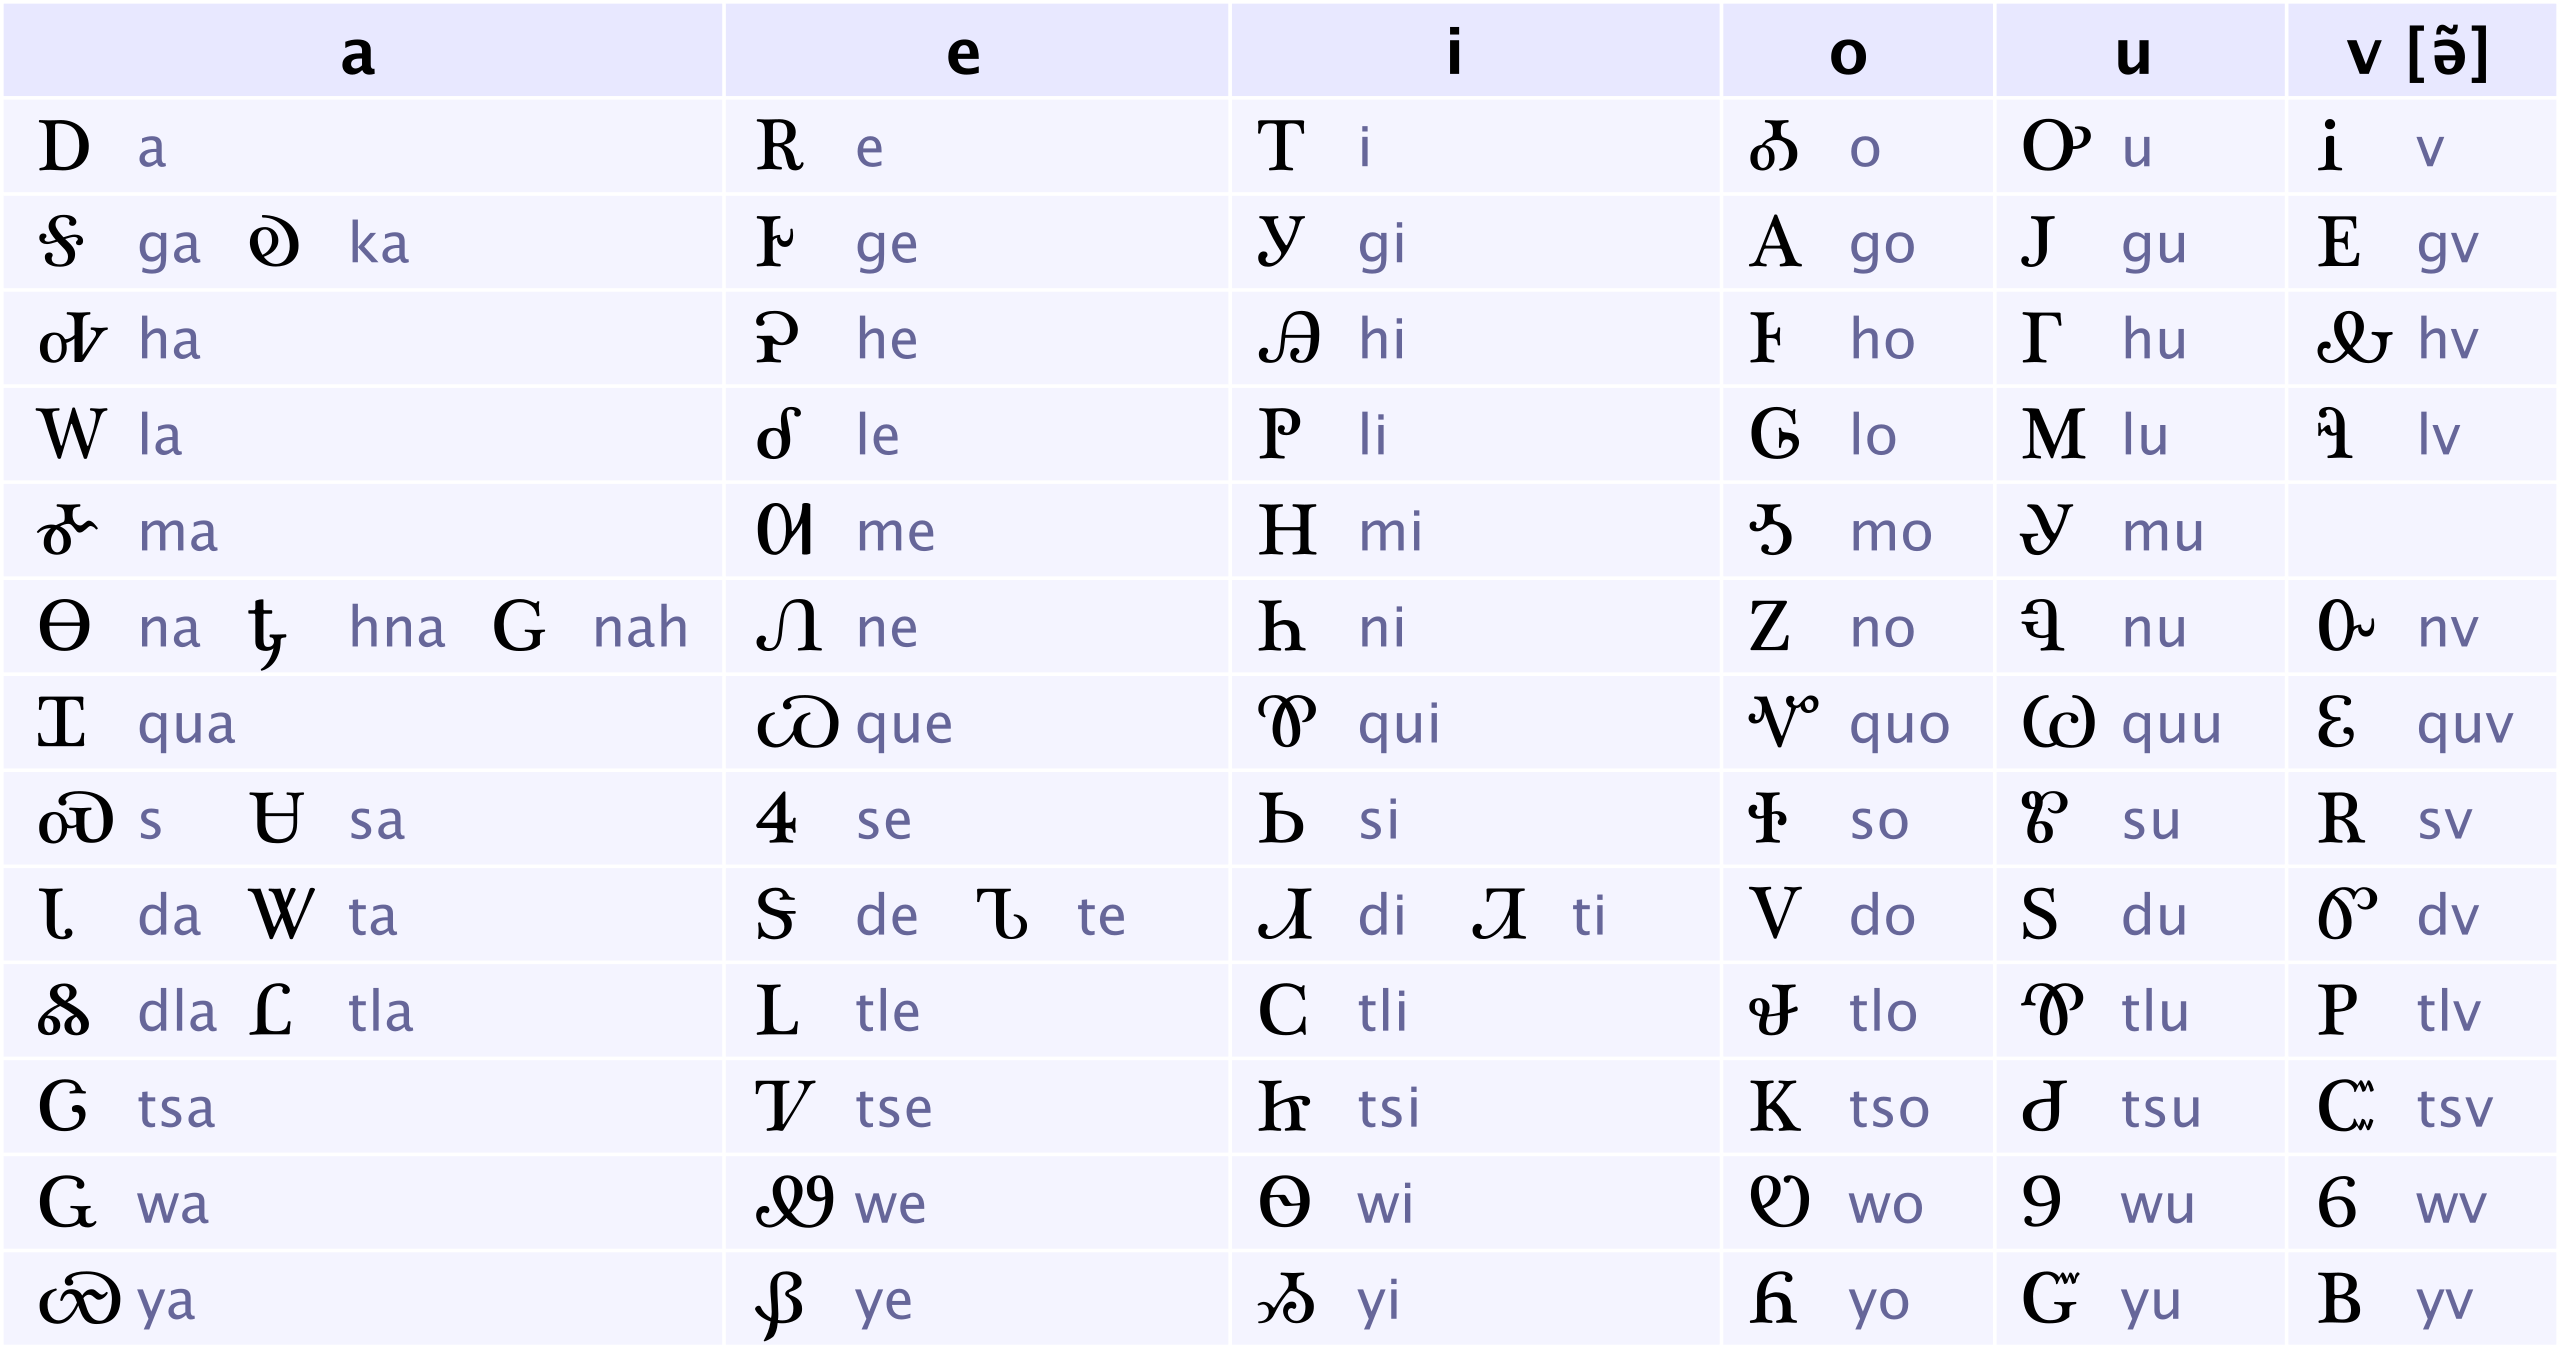 a e i o u v [ə̃]
Ꭰ a Ꭱ e Ꭲ i Ꭳ o Ꭴ u Ꭵ v
Ꭶ ga Ꭷ ka Ꭸ ge Ꭹ gi Ꭺ go Ꭻ gu Ꭼ gv
Ꭽ ha Ꭾ he Ꭿ hi Ꮀ ho Ꮁ hu Ꮂ hv
Ꮃ la Ꮄ le Ꮅ li Ꮆ lo Ꮇ lu Ꮈ lv
Ꮉ ma Ꮊ me Ꮋ mi Ꮌ mo Ꮍ mu
Ꮎ na Ꮏ hna Ꮐ nah Ꮑ ne Ꮒ ni Ꮓ no Ꮔ nu Ꮕ nv
Ꮖ qua Ꮗ que Ꮘ qui Ꮙ quo Ꮚ quu Ꮛ quv
Ꮝ s Ꮜ sa Ꮞ se Ꮟ si Ꮠ so Ꮡ su Ꮢ sv
Ꮣ da Ꮤ ta Ꮥ de Ꮦ te Ꮧ di Ꮨ ti Ꮩ do Ꮪ du Ꮫ dv
Ꮬ dla Ꮭ tla Ꮮ tle Ꮯ tli Ꮰ tlo Ꮱ tlu Ꮲ tlv
Ꮳ tsa Ꮴ tse Ꮵ tsi Ꮶ tso Ꮷ tsu Ꮸ tsv
Ꮹ wa Ꮺ we Ꮻ wi Ꮼ wo Ꮽ wu Ꮾ wv
Ꮿ ya Ᏸ ye Ᏹ yi Ᏺ yo Ᏻ yu Ᏼ yv